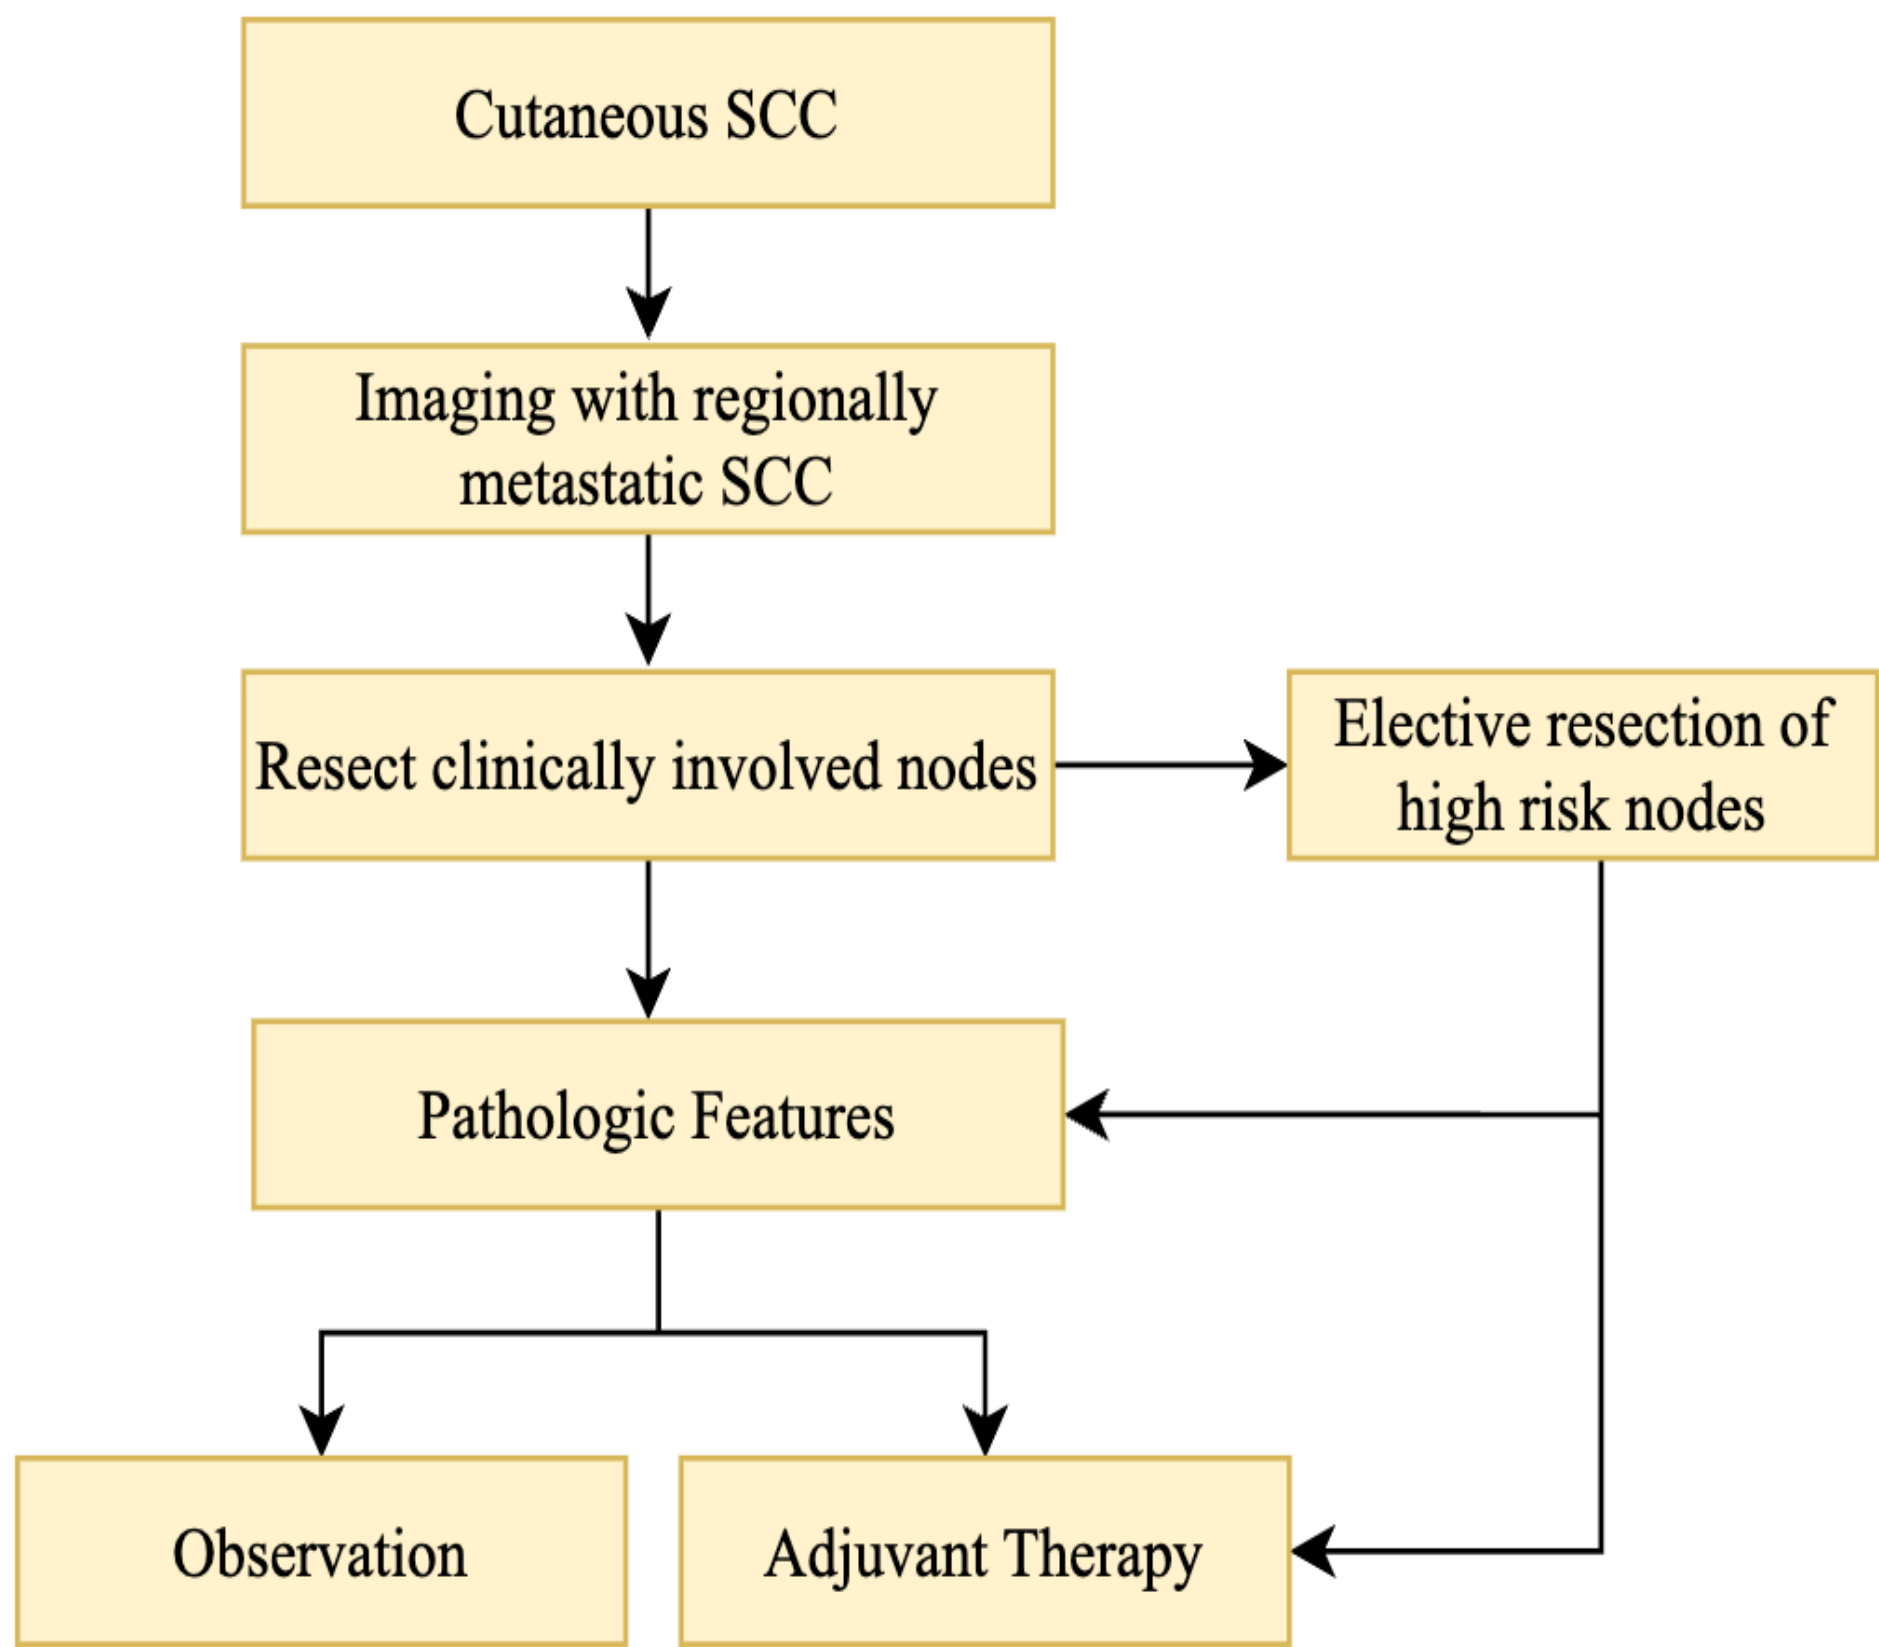 Cutaneous SCC
Imaging with regionally
metastatic SCC
Resect clinically involved nodes
Elective resection of
high risk nodes
Pathologic Features
Observation
Adjuvant Therapy